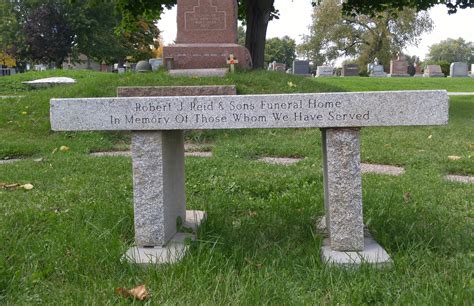 Robert J. Reid & Sons Funeral Home
In Memory of Those Whom We Have Served